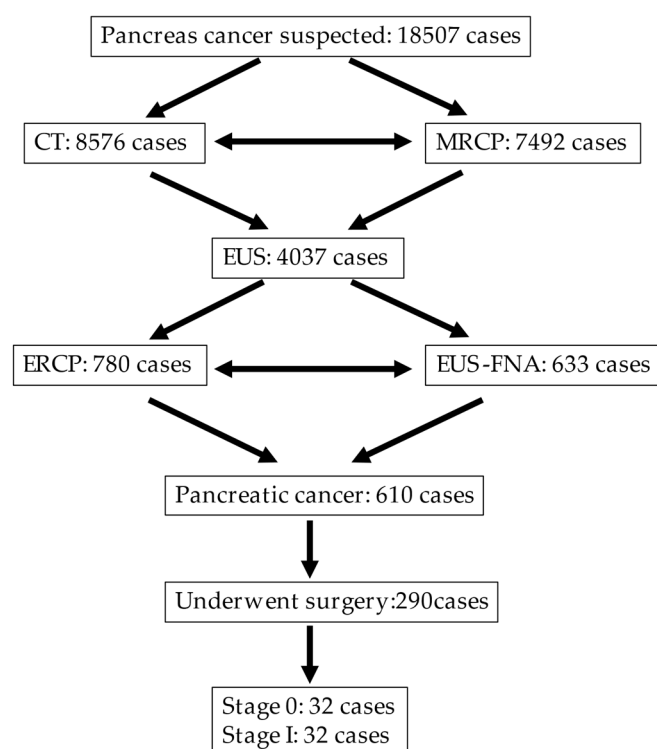 Pancreas cancer suspected: 18507 cases
CT: 8576 cases
MRCP: 7492 cases
EUS: 4037 cases
ERCP: 780 cases
EUS-FNA: 633 cases
Pancreatic cancer: 610 cases
Underwent surgery:290cases
Stage 0: 32 cases
Stage I: 32 cases